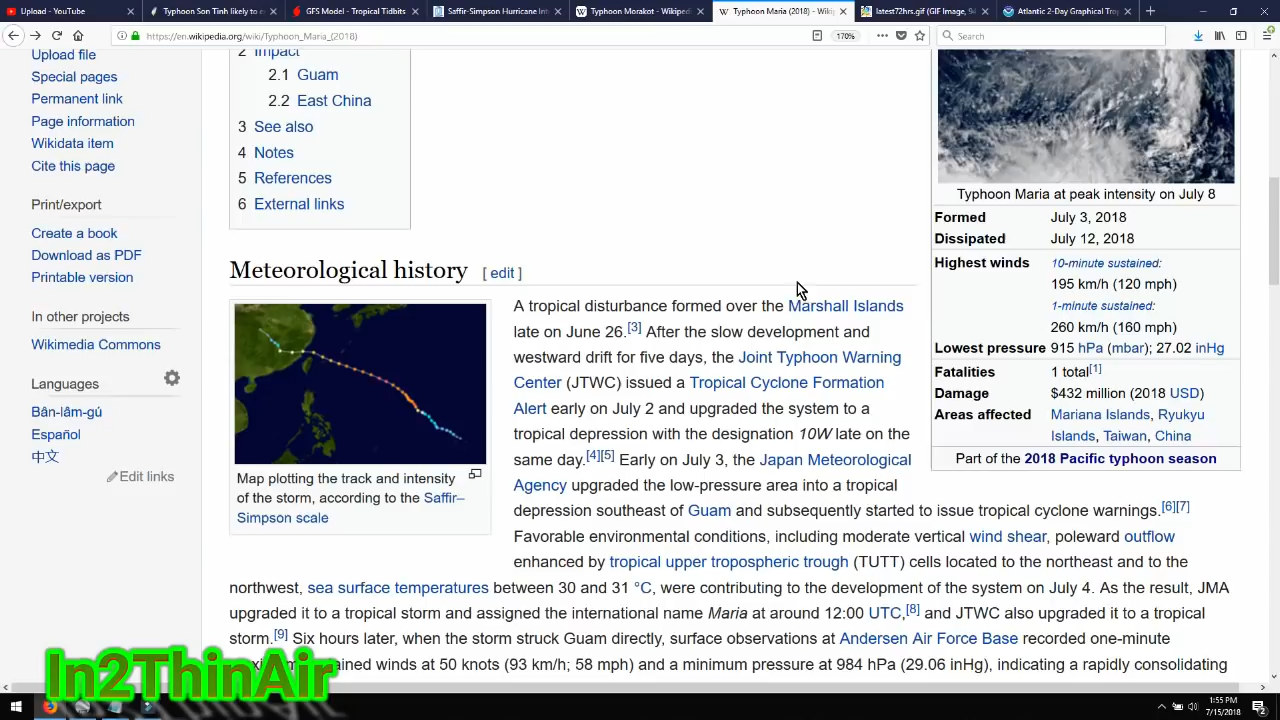 Upload - YouTube
Typhoon Son Tinh likely to e
GFS Model - Tropical Tidbits
Saffir-Simpson Hurricane Int
Typhoon Morakot - Wikiped
Typhoon Maria (2018) - Wiki
latest72hrs.gif (GIF Image, 94
Atlantic 2-Day Graphical Tro
https://en.wikipedia.org/wiki/Typhoon_Maria_(2018)
170%
Search
Upload file
Special pages
Permanent link
Page information
Wikidata item
Cite this page
Print/export
Create a book
Download as PDF
Printable version
In other projects
Wikimedia Commons
Languages
Bân-lâm-gú
Español
中文
Edit links
2 Impact
2.1 Guam
2.2 East China
3 See also
4 Notes
5 References
6 External links
Meteorological history [ edit ]
Map plotting the track and intensity
of the storm, according to the Saffir–
Simpson scale
A tropical disturbance formed over the Marshall Islands
late on June 26.[3] After the slow development and
westward drift for five days, the Joint Typhoon Warning
Center (JTWC) issued a Tropical Cyclone Formation
Alert early on July 2 and upgraded the system to a
tropical depression with the designation 10W late on the
same day.[4][5] Early on July 3, the Japan Meteorological
Agency upgraded the low-pressure area into a tropical
depression southeast of Guam and subsequently started to issue tropical cyclone warnings.[6][7]
Favorable environmental conditions, including moderate vertical wind shear, poleward outflow
enhanced by tropical upper tropospheric trough (TUTT) cells located to the northeast and to the
northwest, sea surface temperatures between 30 and 31 °C, were contributing to the development of the system on July 4. As the result, JMA
upgraded it to a tropical storm and assigned the international name Maria at around 12:00 UTC,[8] and JTWC also upgraded it to a tropical
storm.[9] Six hours later, when the storm struck Guam directly, surface observations at Andersen Air Force Base recorded one-minute
sustained winds at 50 knots (93 km/h; 58 mph) and a minimum pressure at 984 hPa (29.06 inHg), indicating a rapidly consolidating
Typhoon Maria at peak intensity on July 8
Formed July 3, 2018
Dissipated July 12, 2018
Highest winds 10-minute sustained:
195 km/h (120 mph)
1-minute sustained:
260 km/h (160 mph)
Lowest pressure 915 hPa (mbar); 27.02 inHg
Fatalities 1 total[1]
Damage $432 million (2018 USD)
Areas affected Mariana Islands, Ryukyu
Islands, Taiwan, China
Part of the 2018 Pacific typhoon season
In2ThinAir
1:55 PM
7/15/2018
2